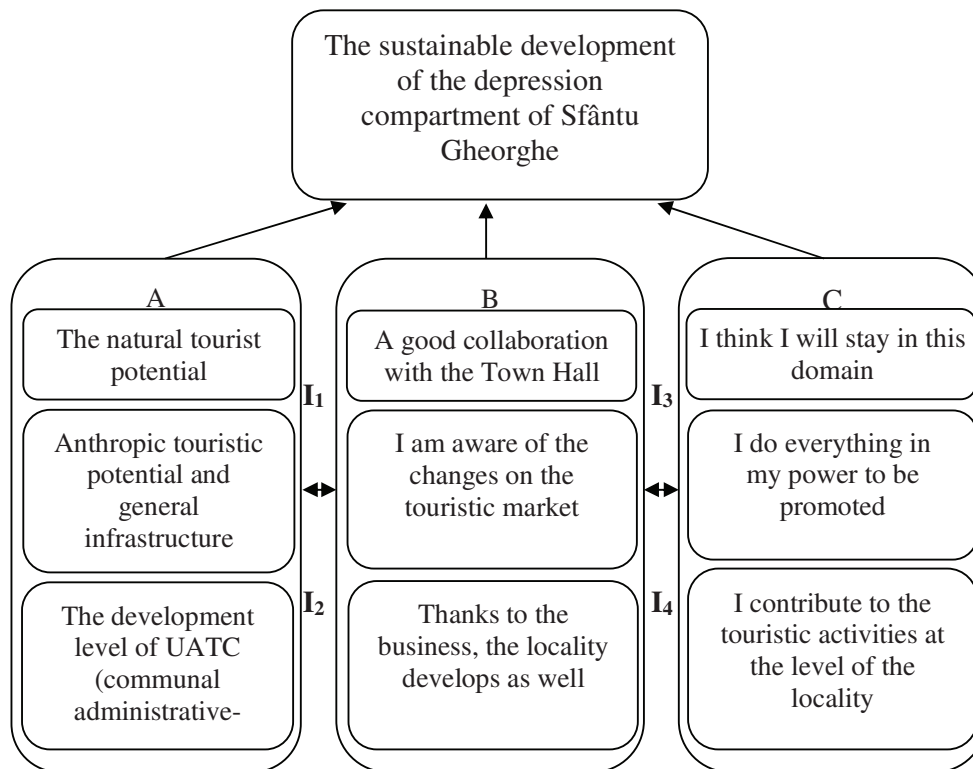 The sustainable development
of the depression
compartment of Sfântu
Gheorghe
A
The natural tourist
potential
Anthropic touristic
potential and
general
infrastructure
The development
level of UATC
(communal
administrative-
I₁
I₂
B
A good collaboration
with the Town Hall
I am aware of the
changes on the
touristic market
Thanks to the
business, the locality
develops as well
I₃
I₄
C
I think I will stay in this
domain
I do everything in
my power to be
promoted
I contribute to the
touristic activities at
the level of the
locality